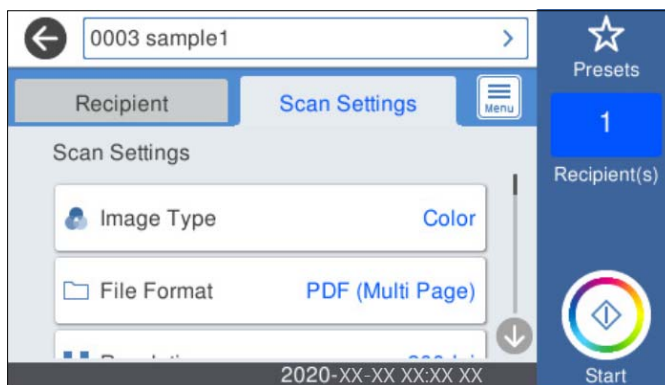 0003 sample1
Presets
Recipient
Scan Settings
Menu
1
Recipient(s)
Scan Settings
Image Type
Color
File Format
PDF (Multi Page)
2020-XX-XX XX:XX XX
Start